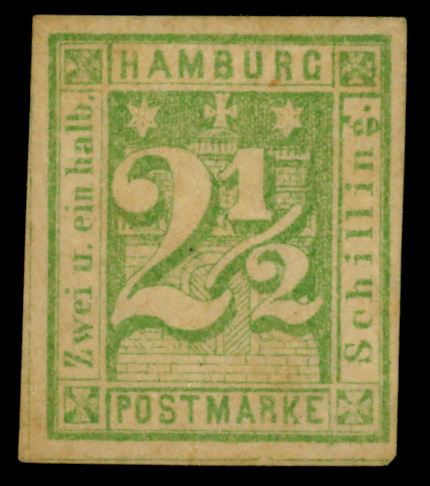 HAMBURG
Zwei u. ein halb.
2 1/2
Schilling.
POSTMARKE